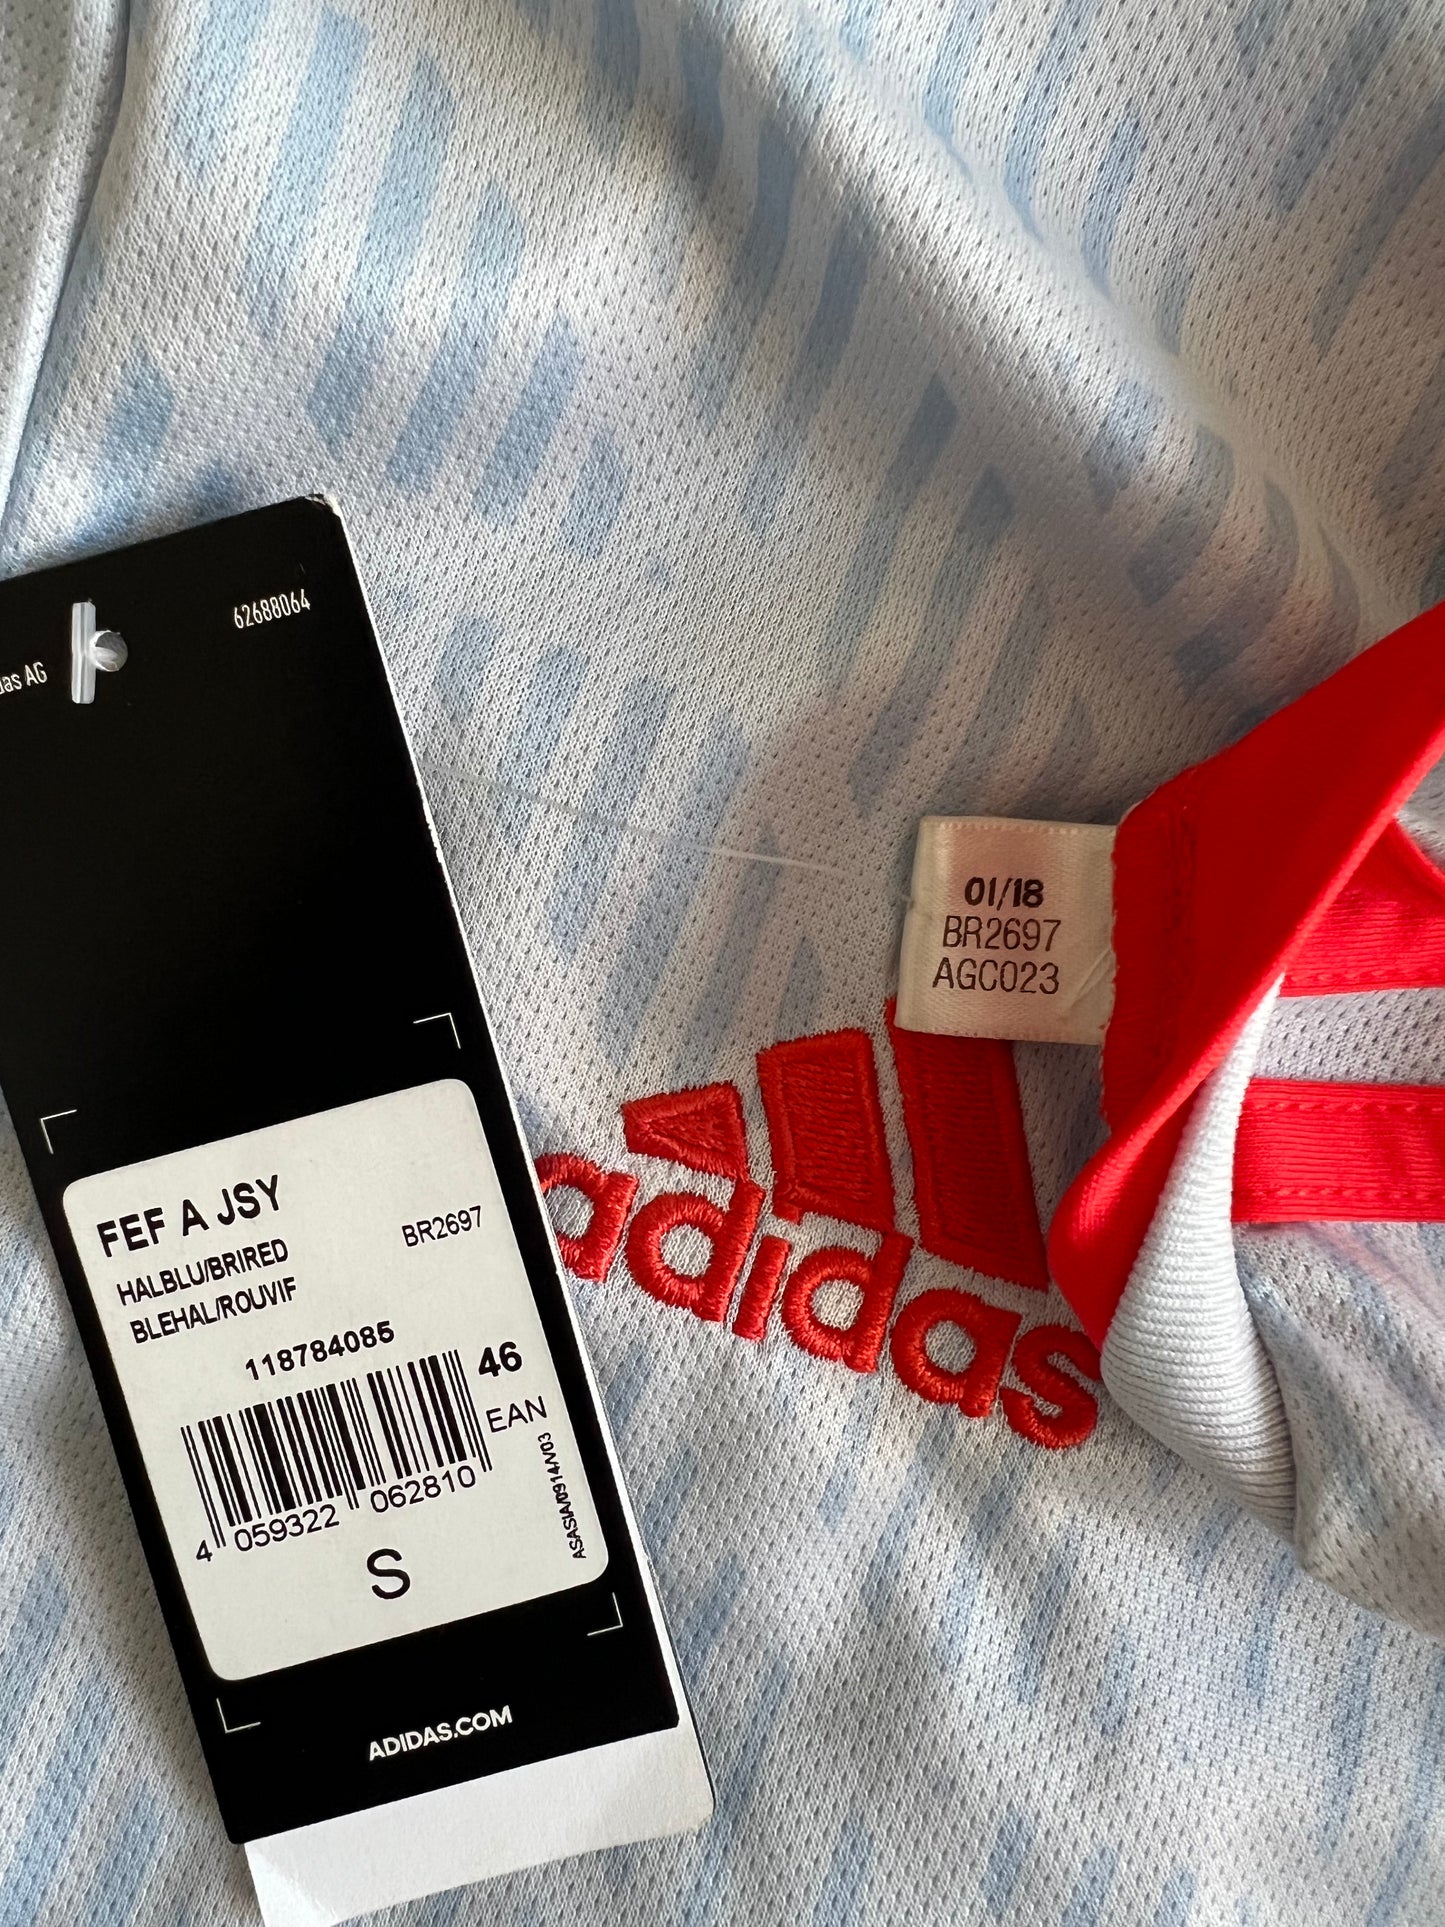 62688064
das AG
FEF A JSY
BR2697
HALBLU/BRIRED
BLEHAL/ROUVIF
118784085
46
EAN
4 059322 062810
ASASIA/0914/V03
S
ADIDAS.COM
01/18
BR2697
AGC023
adidas